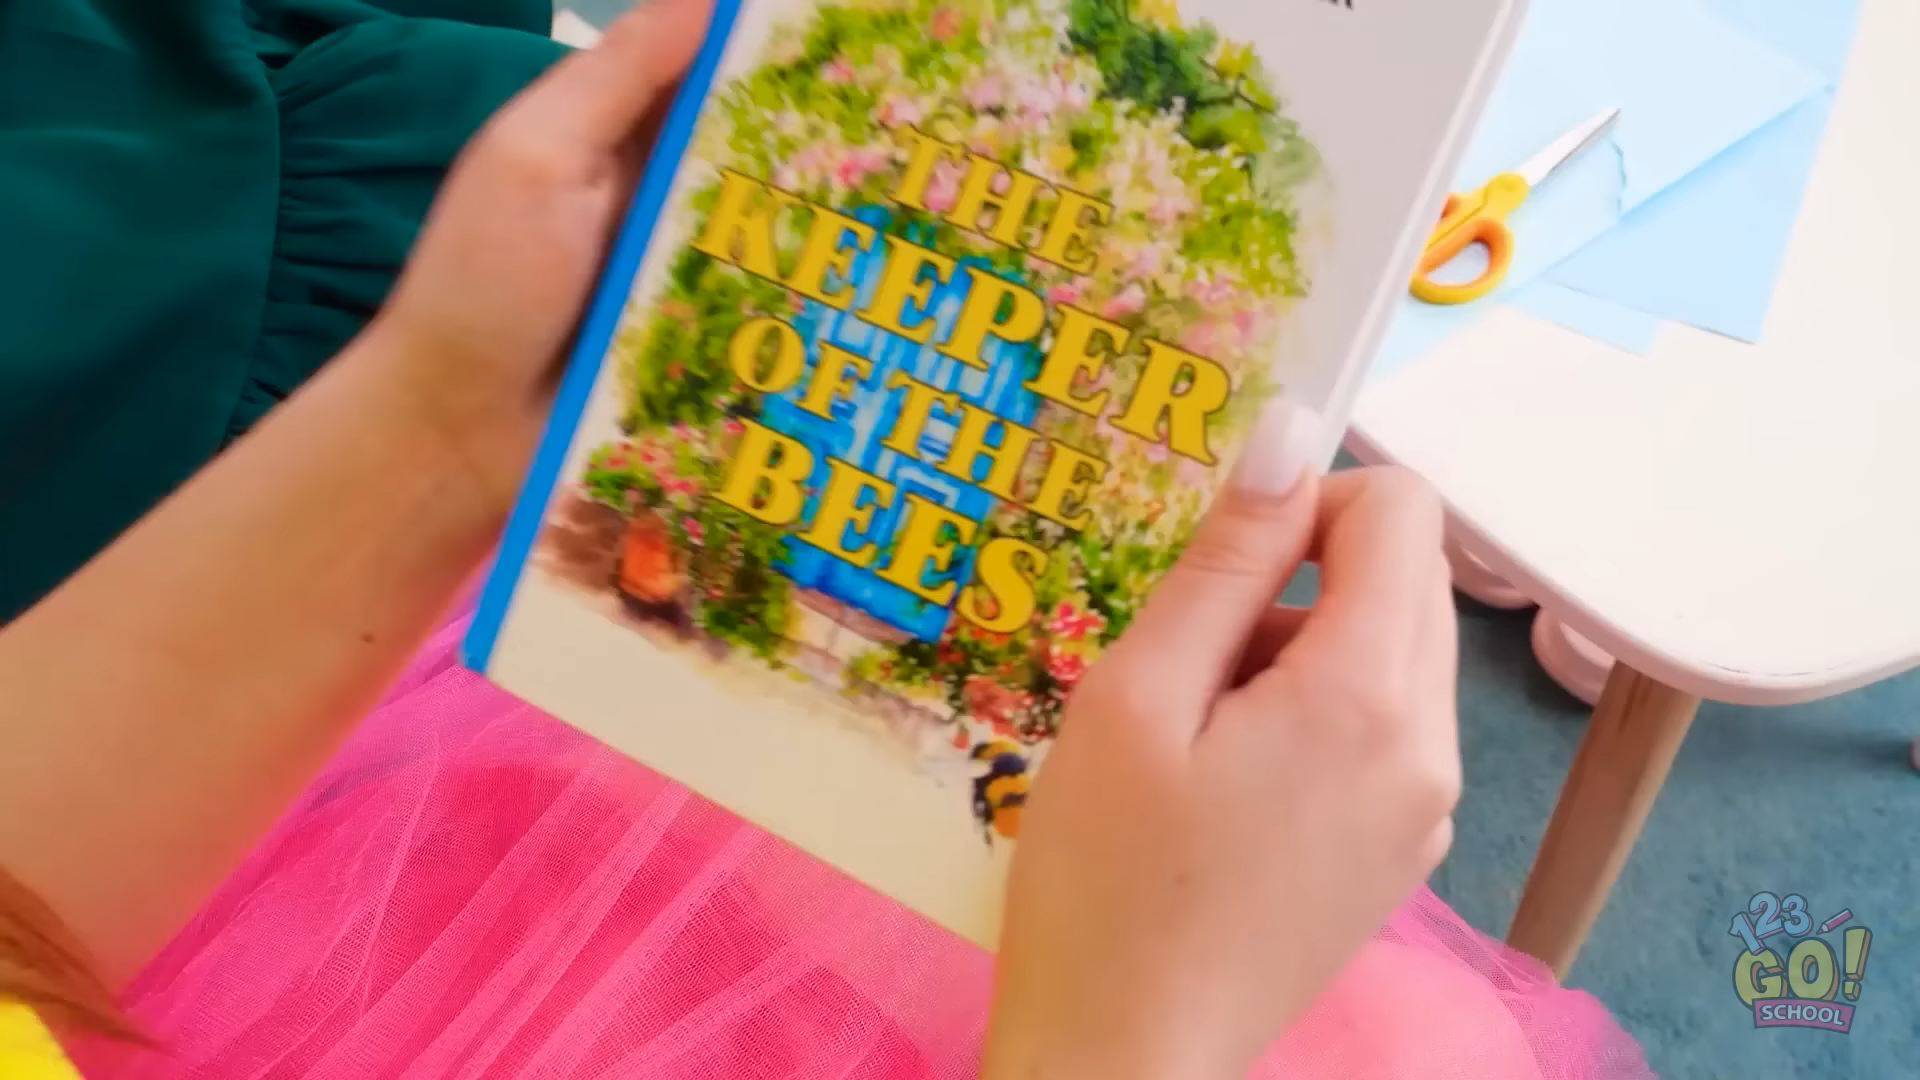 THE
KEEPER
OF THE
BEES
123
GO!
SCHOOL